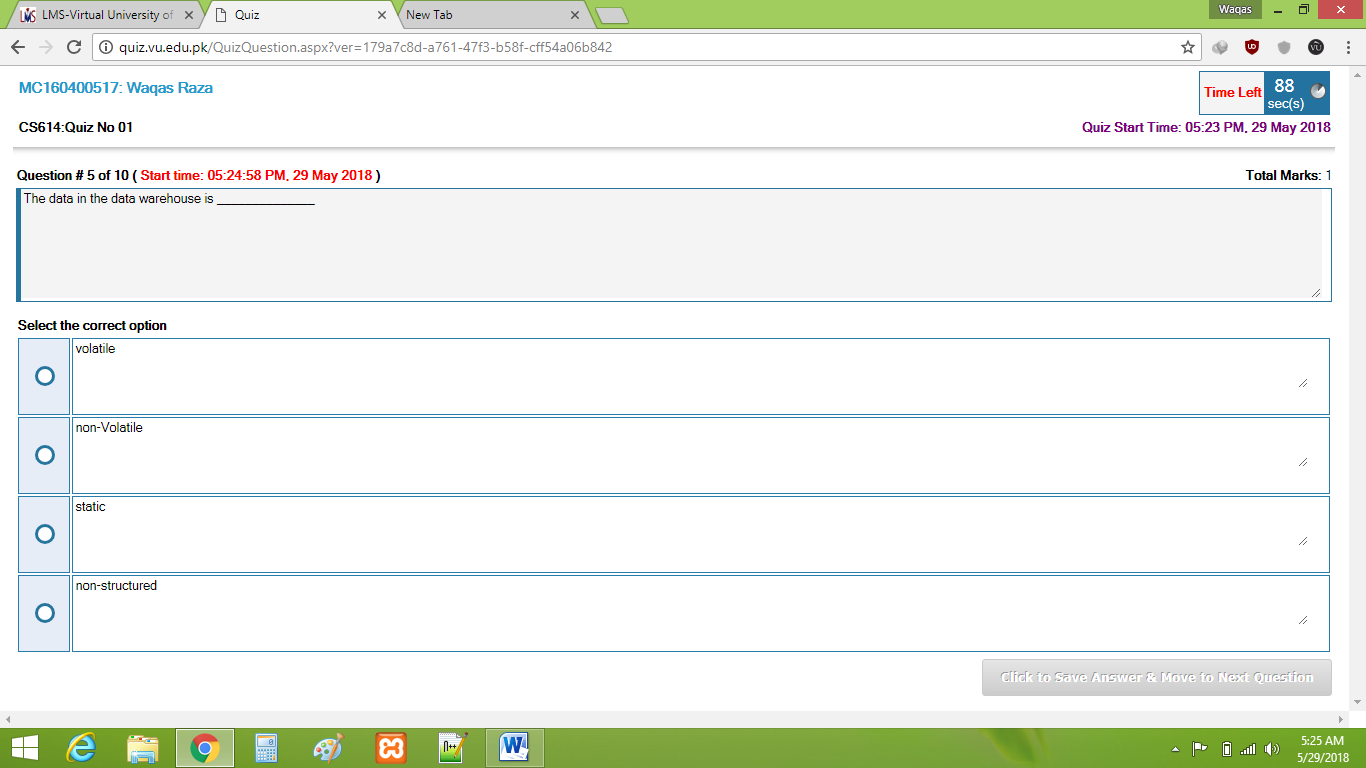 LMS-Virtual University of
Quiz
New Tab
Waqas
quiz.vu.edu.pk/QuizQuestion.aspx?ver=179a7c8d-a761-47f3-b58f-cff54a06b842
MC160400517: Waqas Raza
Time Left 88 sec(s)
CS614:Quiz No 01
Quiz Start Time: 05:23 PM, 29 May 2018
Question # 5 of 10 ( Start time: 05:24:58 PM, 29 May 2018 )
Total Marks: 1
The data in the data warehouse is ______________
Select the correct option
volatile
non-Volatile
static
non-structured
Click to Save Answer & Move to Next Question
5:25 AM
5/29/2018